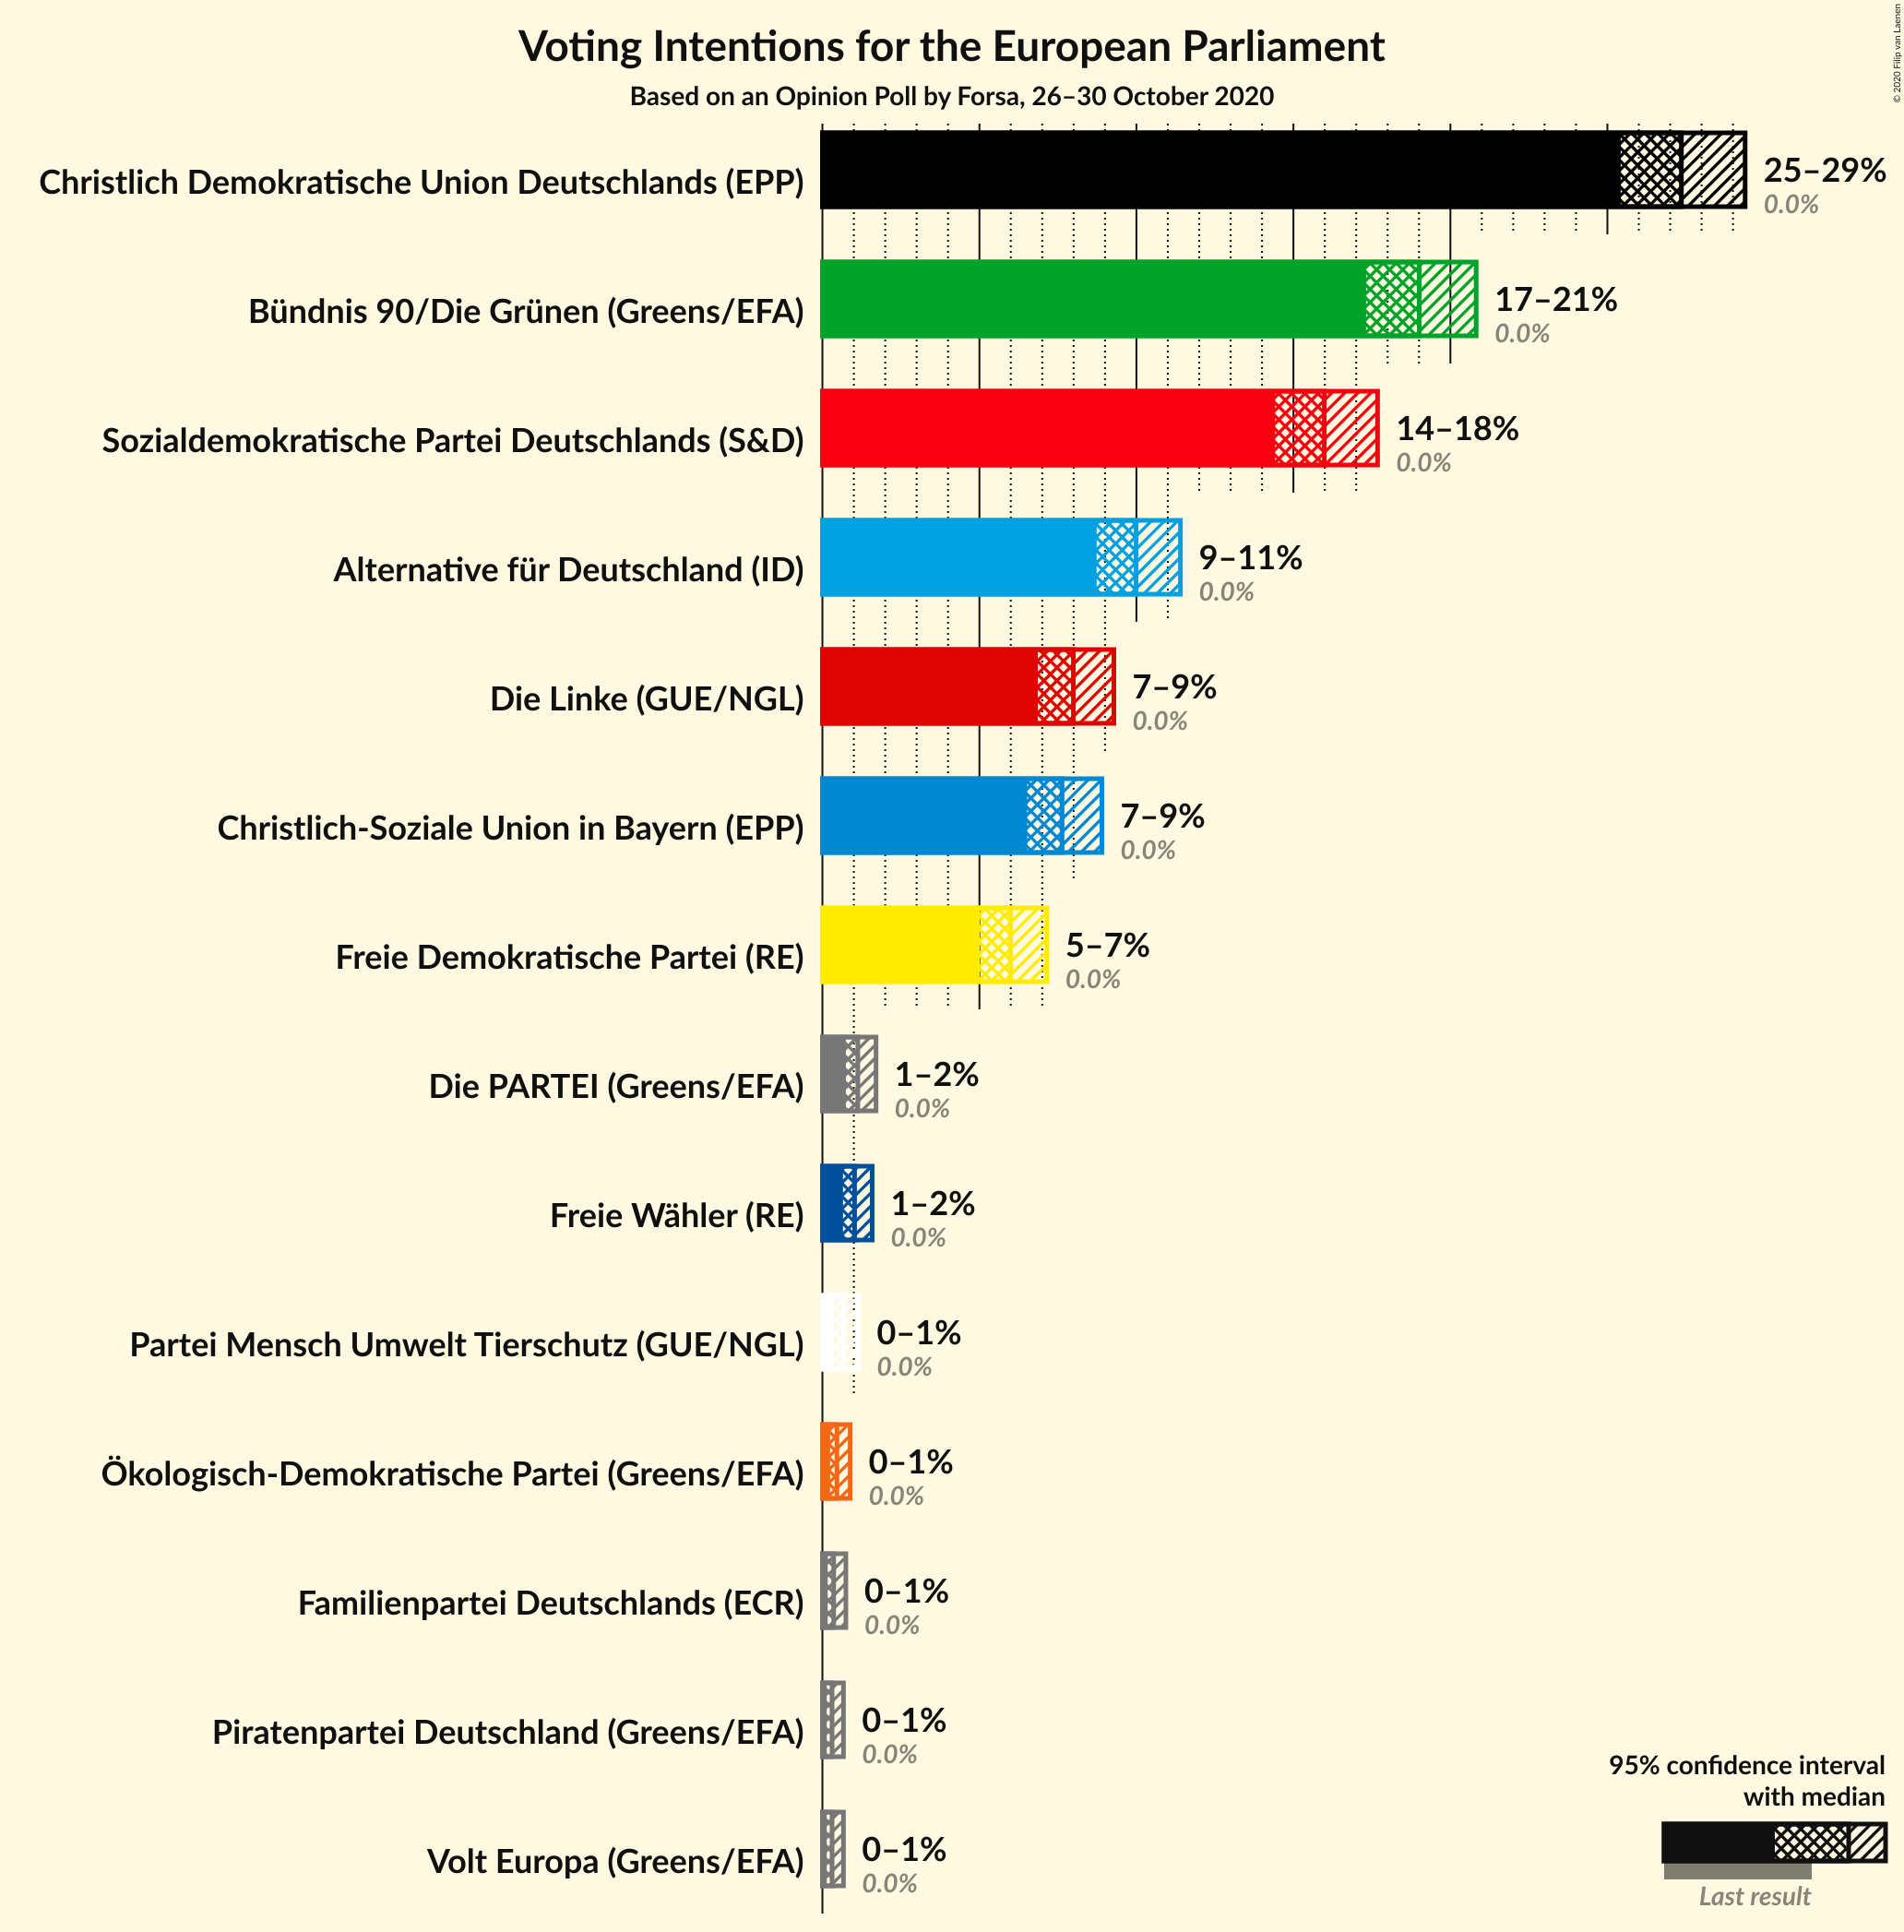 Voting Intentions for the European Parliament
Based on an Opinion Poll by Forsa, 26–30 October 2020
© 2020 Filip van Laenen
Christlich Demokratische Union Deutschlands (EPP)
25–29%
0.0%
Bündnis 90/Die Grünen (Greens/EFA)
17–21%
0.0%
Sozialdemokratische Partei Deutschlands (S&D)
14–18%
0.0%
Alternative für Deutschland (ID)
9–11%
0.0%
Die Linke (GUE/NGL)
7–9%
0.0%
Christlich-Soziale Union in Bayern (EPP)
7–9%
0.0%
Freie Demokratische Partei (RE)
5–7%
0.0%
Die PARTEI (Greens/EFA)
1–2%
0.0%
Freie Wähler (RE)
1–2%
0.0%
Partei Mensch Umwelt Tierschutz (GUE/NGL)
0–1%
0.0%
Ökologisch-Demokratische Partei (Greens/EFA)
0–1%
0.0%
Familienpartei Deutschlands (ECR)
0–1%
0.0%
Piratenpartei Deutschland (Greens/EFA)
0–1%
0.0%
Volt Europa (Greens/EFA)
0–1%
0.0%
95% confidence interval
with median
Last result